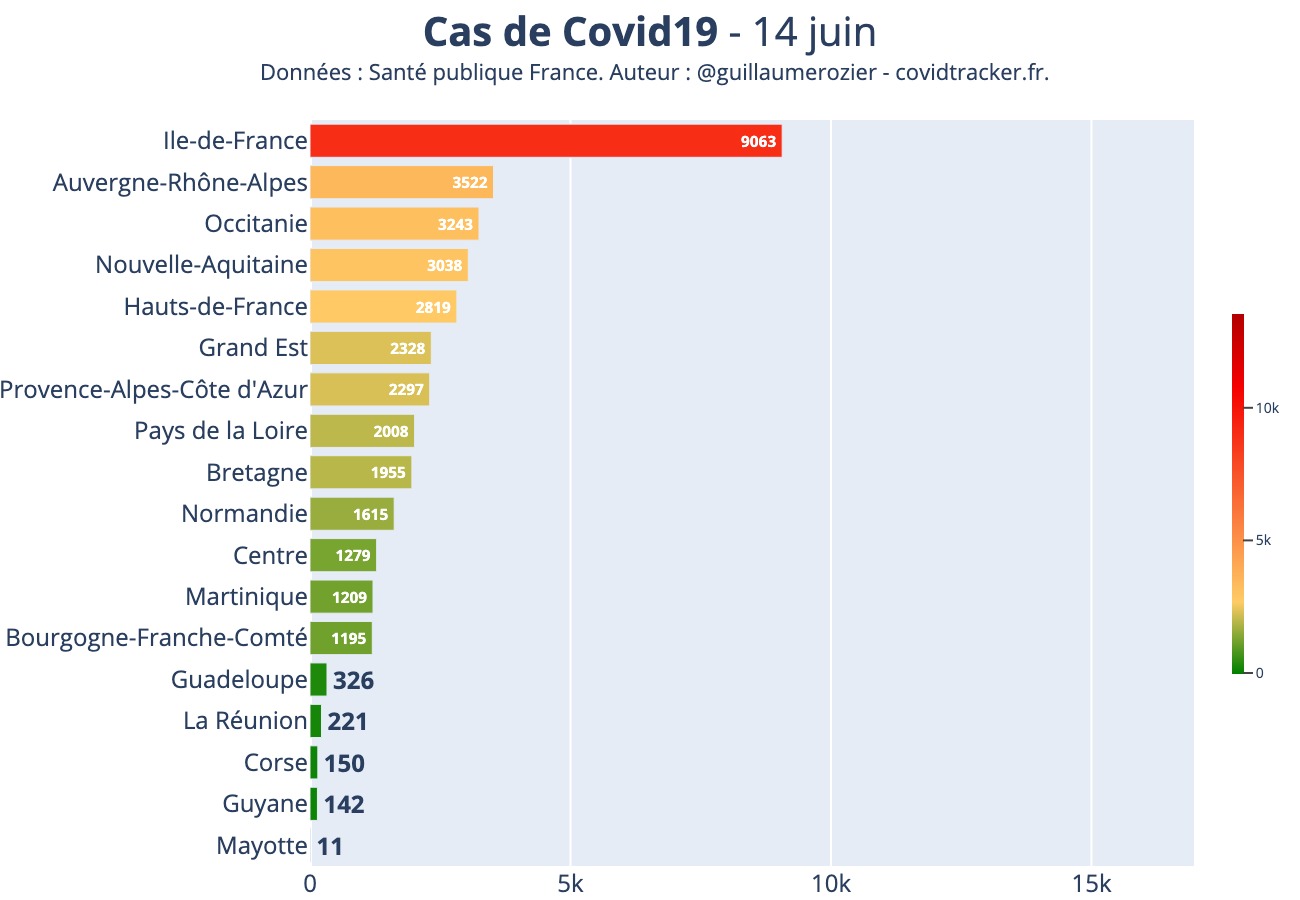 Cas de Covid19 - 14 juin
Données : Santé publique France. Auteur : @guillaumerozier - covidtracker.fr.
Ile-de-France 9063
Auvergne-Rhône-Alpes 3522
Occitanie 3243
Nouvelle-Aquitaine 3038
Hauts-de-France 2819
Grand Est 2328
Provence-Alpes-Côte d'Azur 2297
Pays de la Loire 2008
Bretagne 1955
Normandie 1615
Centre 1279
Martinique 1209
Bourgogne-Franche-Comté 1195
Guadeloupe 326
La Réunion 221
Corse 150
Guyane 142
Mayotte 11
0 5k 10k 15k
10k
5k
0